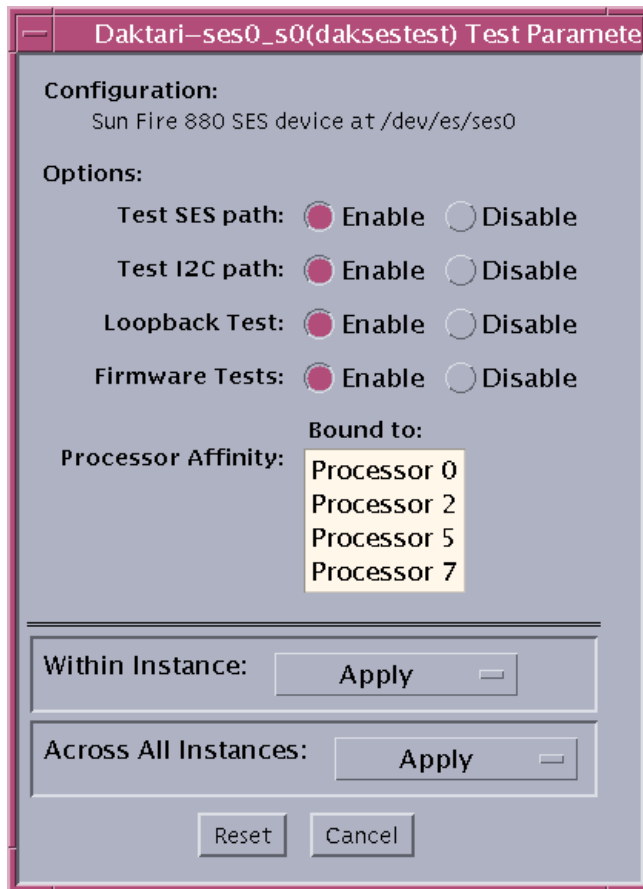 Daktari–ses0_s0(daksestest) Test Paramete
Configuration:
Sun Fire 880 SES device at /dev/es/ses0
Options:
Test SES path: Enable Disable
Test I2C path: Enable Disable
Loopback Test: Enable Disable
Firmware Tests: Enable Disable
Bound to:
Processor Affinity:
Processor 0
Processor 2
Processor 5
Processor 7
Within Instance: Apply
Across All Instances: Apply
Reset Cancel